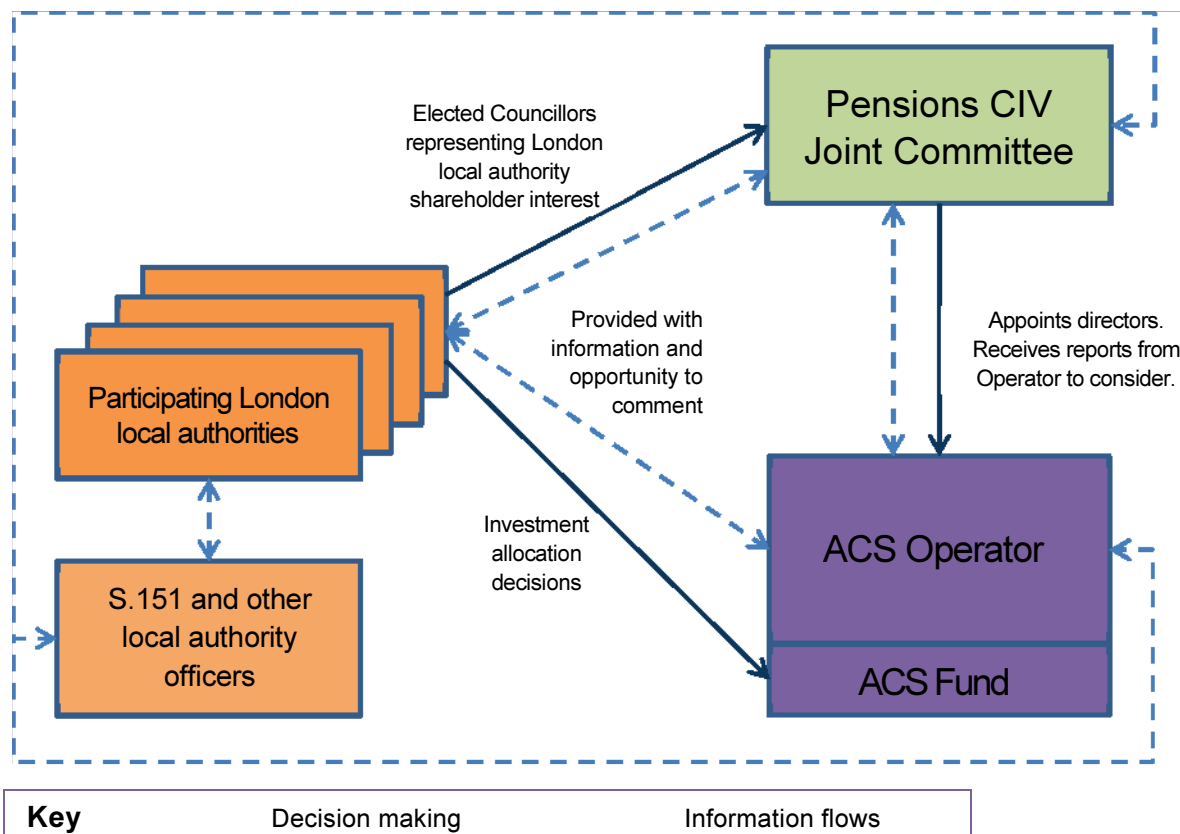 Pensions CIV
Joint Committee
Elected Councillors
representing London
local authority
shareholder interest
Provided with
information and
opportunity to
comment
Appoints directors.
Receives reports from
Operator to consider.
Participating London
local authorities
Investment
allocation
decisions
ACS Operator
S.151 and other
local authority
officers
ACS Fund
Key Decision making Information flows